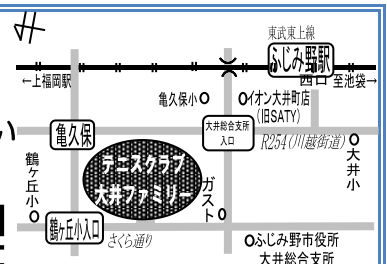 東武東上線
ふじみ野駅
西口
←上福岡駅
至池袋→
亀久保小
イオン大井町店
(旧SATY)
い
亀久保
大井総合支所
入口
R254(川越街道)
大井小
鶴ヶ丘小
テニスクラブ
大井ファミリー
ガスト
鶴ヶ丘小入口
さくら通り
ふじみ野市役所
大井総合支所